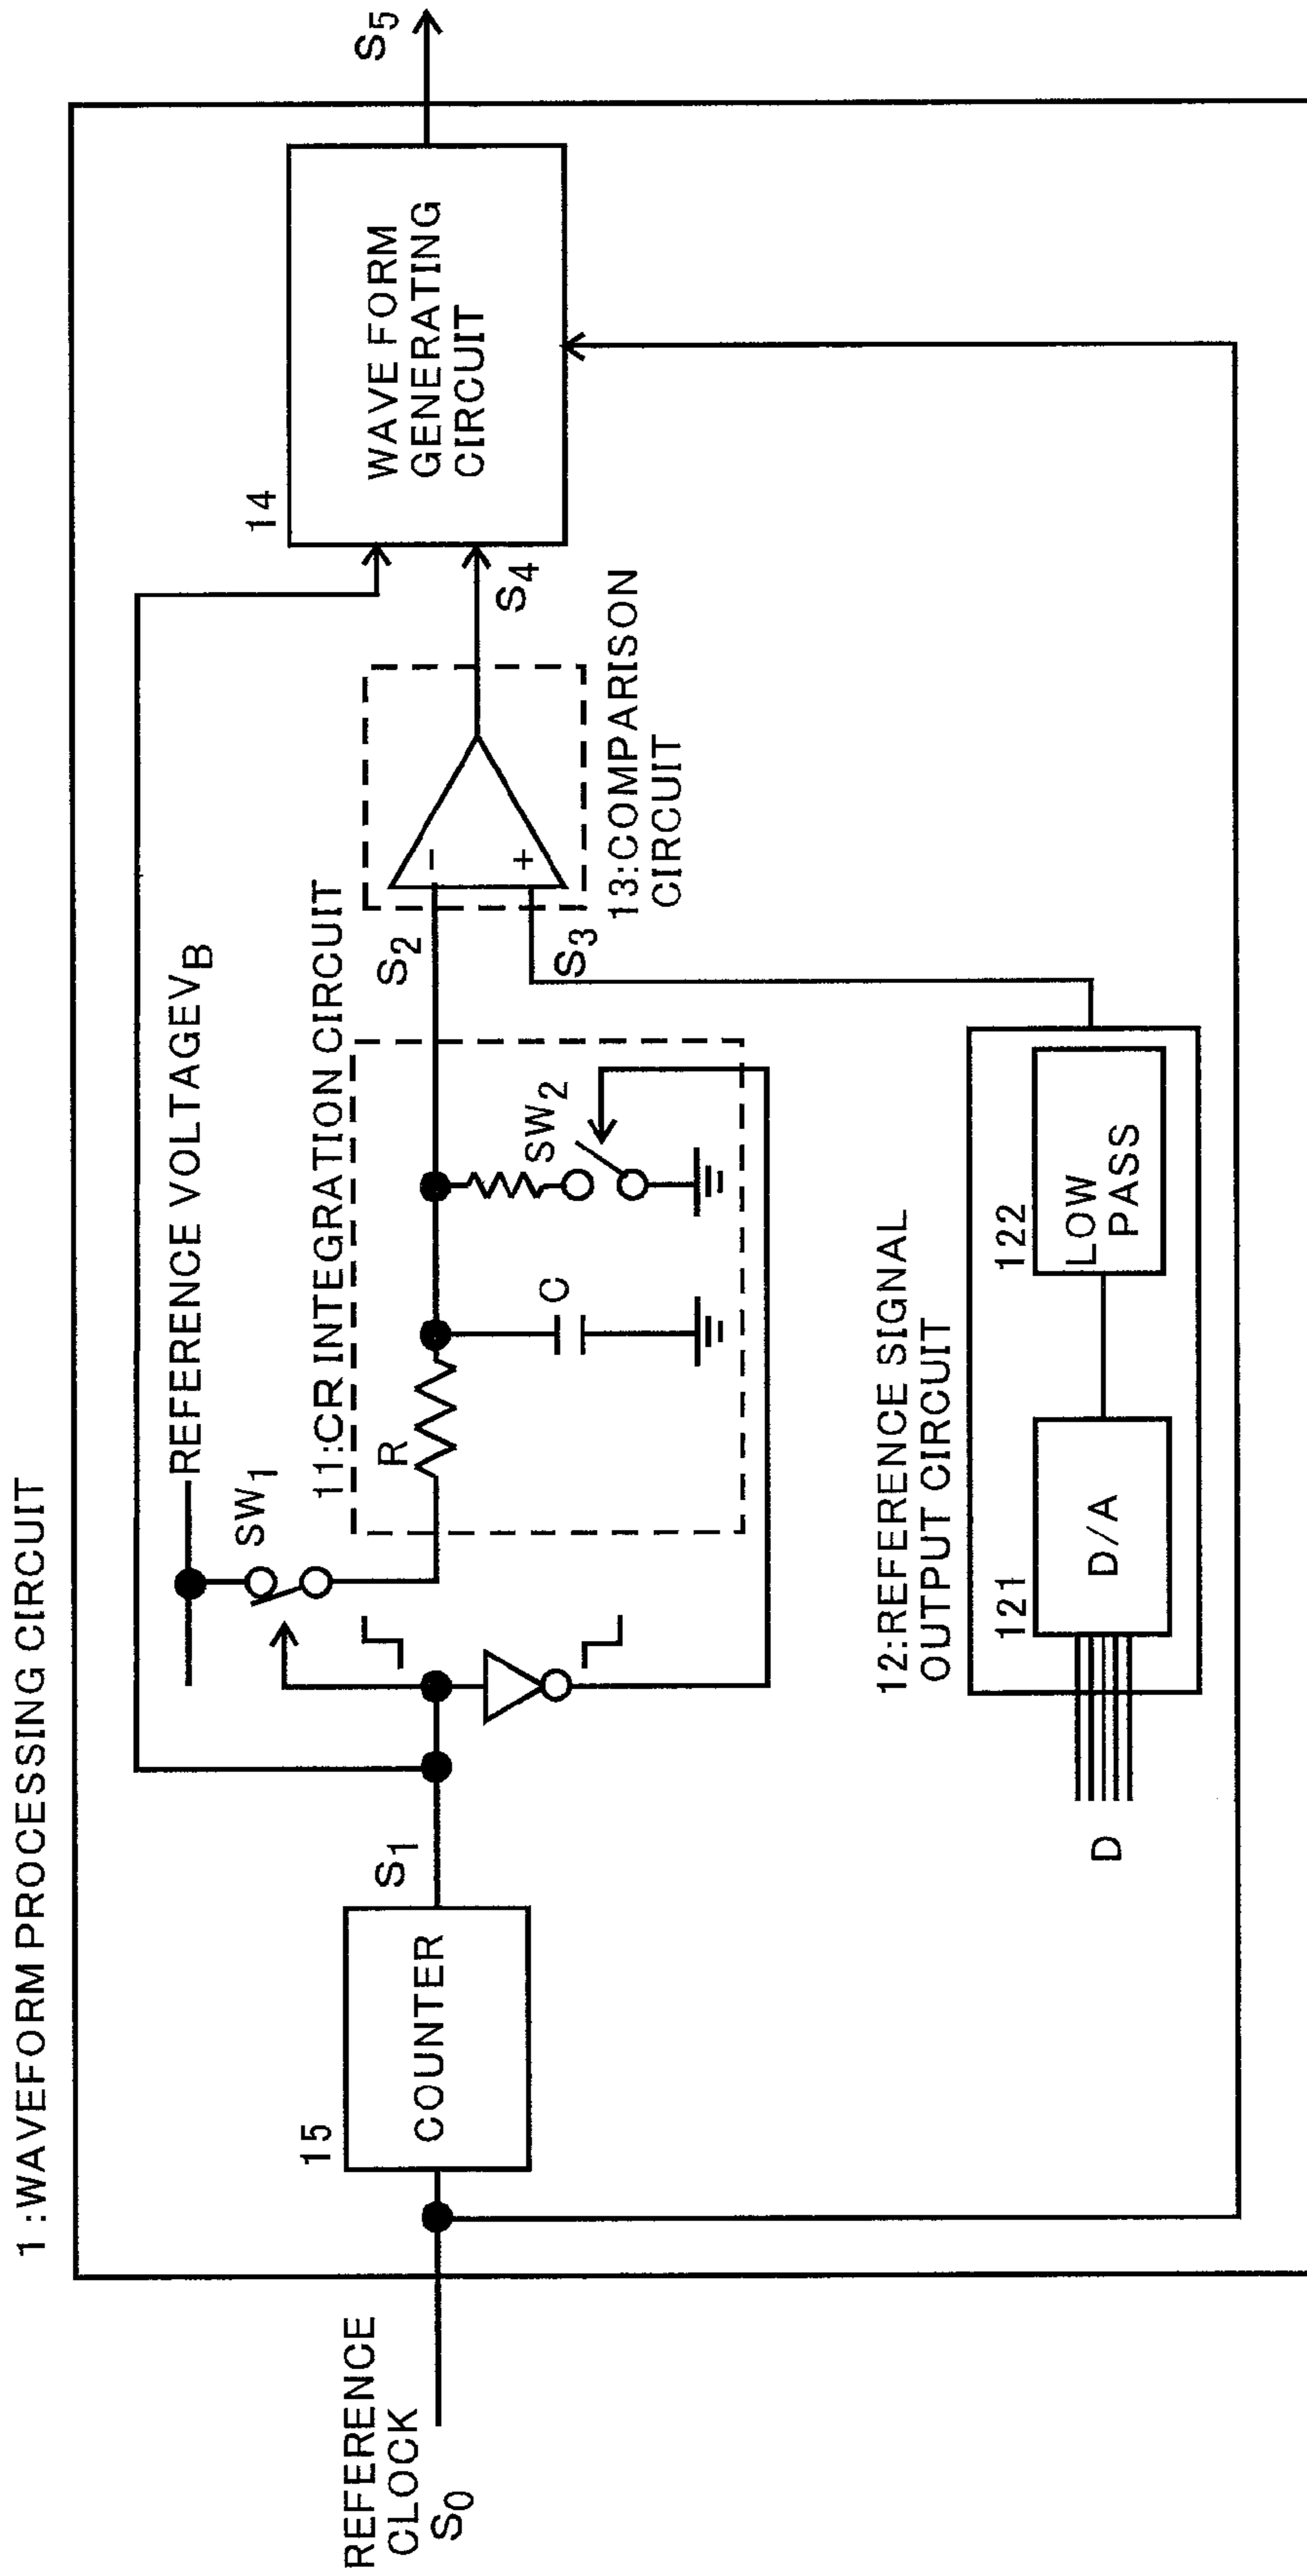 1 :WAVEFORM PROCESSING CIRCUIT
REFERENCE
CLOCK
S0
15
COUNTER
S1
SW1
REFERENCE VOLTAGEVB
11:CR INTEGRATION CIRCUIT
R
C
SW2
S2
S3
−
+
13:COMPARISON
CIRCUIT
S4
14
WAVE FORM
GENERATING
CIRCUIT
S5
12:REFERENCE SIGNAL
OUTPUT CIRCUIT
D
121
D/A
122
LOW
PASS